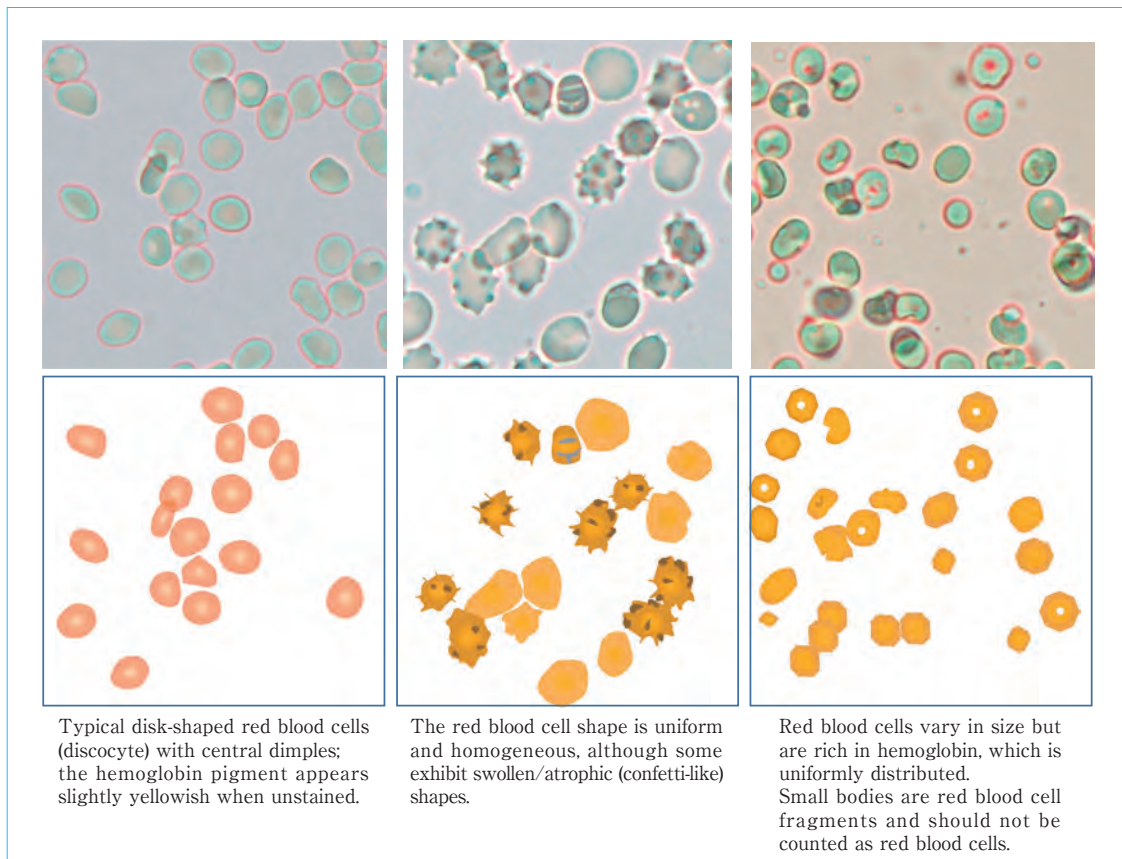 Typical disk-shaped red blood cells
(discocyte) with central dimples;
the hemoglobin pigment appears
slightly yellowish when unstained.
The red blood cell shape is uniform
and homogeneous, although some
exhibit swollen/atrophic (confetti-like)
shapes.
Red blood cells vary in size but
are rich in hemoglobin, which is
uniformly distributed.
Small bodies are red blood cell
fragments and should not be
counted as red blood cells.